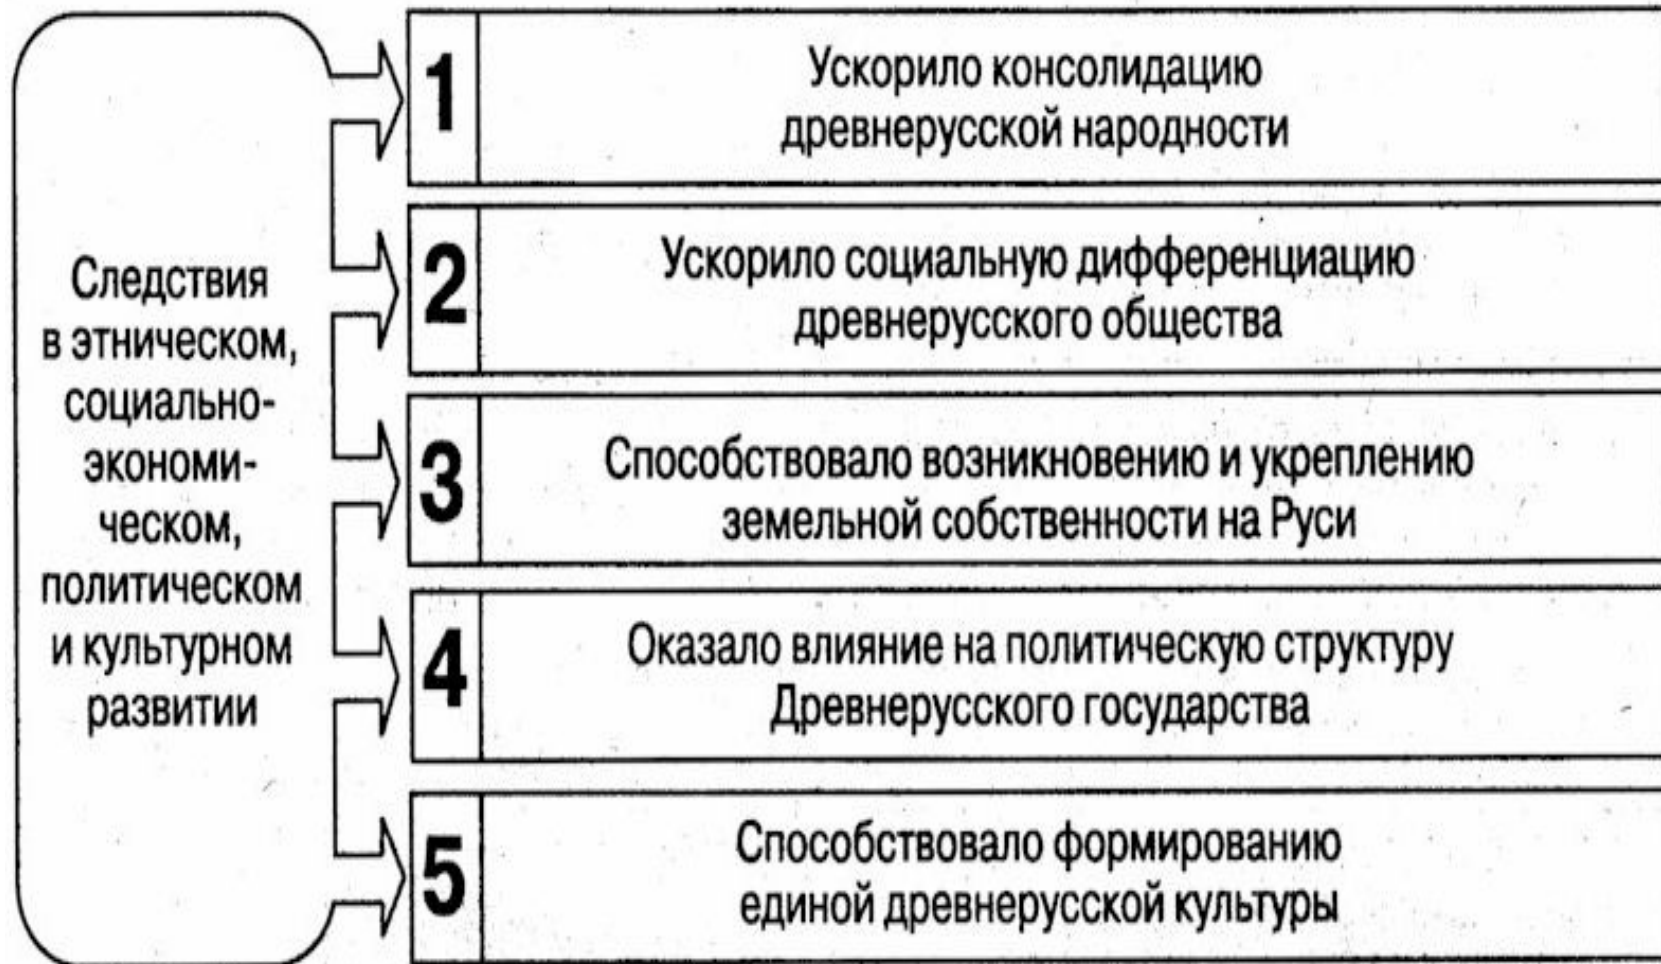 Следствия
в этническом,
социально-
экономи-
ческом,
политическом
и культурном
развитии
1
Ускорило консолидацию
древнерусской народности
2
Ускорило социальную дифференциацию
древнерусского общества
3
Способствовало возникновению и укреплению
земельной собственности на Руси
4
Оказало влияние на политическую структуру
Древнерусского государства
5
Способствовало формированию
единой древнерусской культуры